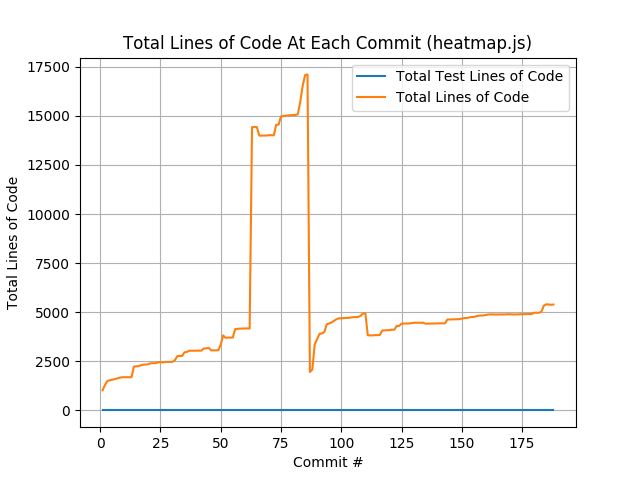 Total Lines of Code At Each Commit (heatmap.js)
Total Test Lines of Code
Total Lines of Code
Total Lines of Code
17500
15000
12500
10000
7500
5000
2500
0
0 25 50 75 100 125 150 175
Commit #